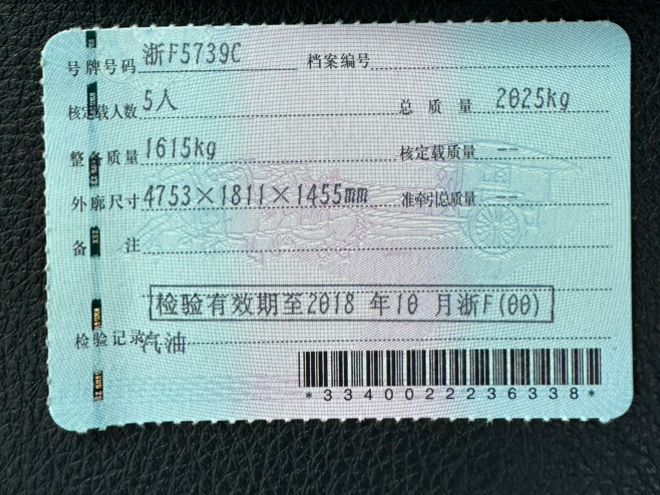 号牌号码 浙F5739C 档案编号
核定载人数 5人 总质量 2025kg
整备质量 1615kg 核定载质量 --
外廓尺寸 4753×1811×1455mm 准牵引总质量 --
备注
检验有效期至2018年10月浙F(00)
检验记录 汽油
*3340022236338*